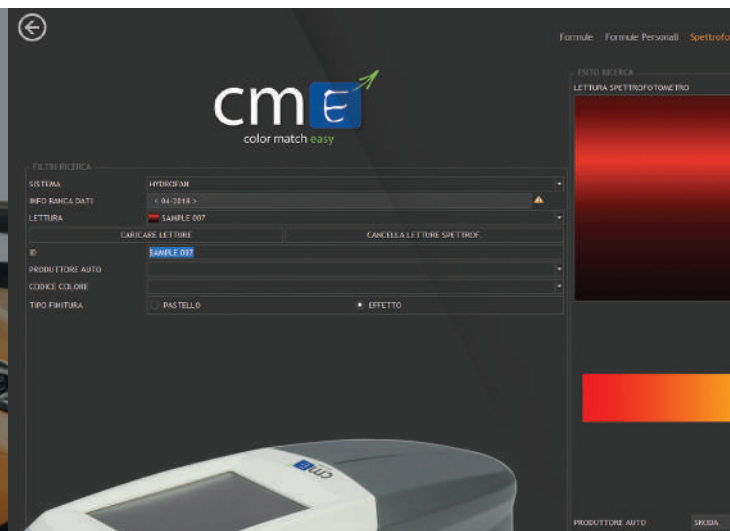 Formule Formule Personali Spettrofo
ESITO RICERCA
LETTURA SPETTROFOTOMETRO
cm E
color match easy
FILTRI RICERCA
SISTEMA HYDROFAN
INFO BANCA DATI < 04-2018 >
LETTURA SAMPLE 007
CARICARE LETTURE CANCELLA LETTURE SPETTROF.
ID SAMPLE 007
PRODUTTORE AUTO
CODICE COLORE
TIPO FINITURA PASTELLO EFFETTO
cm E
PRODUTTORE AUTO SKODA